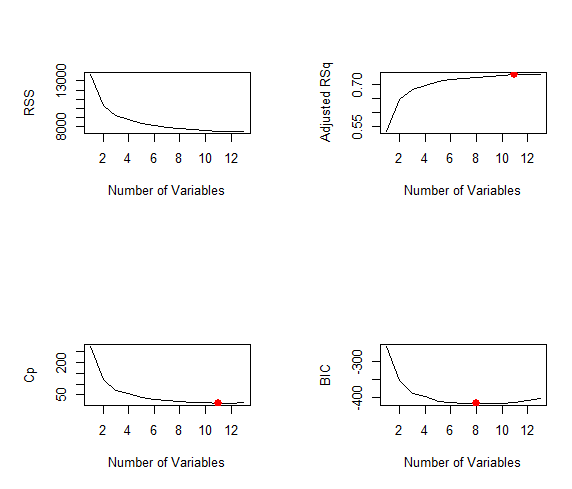 RSS
8000
13000
2 4 6 8 10 12
Number of Variables
Adjusted RSq
0.55
0.70
2 4 6 8 10 12
Number of Variables
Cp
50
200
2 4 6 8 10 12
Number of Variables
BIC
-400
-300
2 4 6 8 10 12
Number of Variables